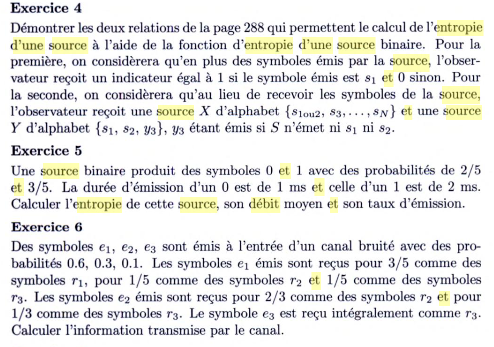 Exercice 4
Démontrer les deux relations de la page 288 qui permettent le calcul de l'entropie
d'une source à l'aide de la fonction d'entropie d'une source binaire. Pour la
première, on considèrera qu'en plus des symboles émis par la source, l'obser-
vateur reçoit un indicateur égal à 1 si le symbole émis est s₁ et 0 sinon. Pour
la seconde, on considèrera qu'au lieu de recevoir les symboles de la source,
l'observateur reçoit une source X d'alphabet {s₁ₒᵤ₂, s₃, . . . , s_N} et une source
Y d'alphabet {s₁, s₂, y₃}, y₃ étant émis si S n'émet ni s₁ ni s₂.
Exercice 5
Une source binaire produit des symboles 0 et 1 avec des probabilités de 2/5
et 3/5. La durée d'émission d'un 0 est de 1 ms et celle d'un 1 est de 2 ms.
Calculer l'entropie de cette source, son débit moyen et son taux d'émission.
Exercice 6
Des symboles e₁, e₂, e₃ sont émis à l'entrée d'un canal bruité avec des pro-
babilités 0.6, 0.3, 0.1. Les symboles e₁ émis sont reçus pour 3/5 comme des
symboles r₁, pour 1/5 comme des symboles r₂ et 1/5 comme des symboles
r₃. Les symboles e₂ émis sont reçus pour 2/3 comme des symboles r₂ et pour
1/3 comme des symboles r₃. Le symbole e₃ est reçu intégralement comme r₃.
Calculer l'information transmise par le canal.